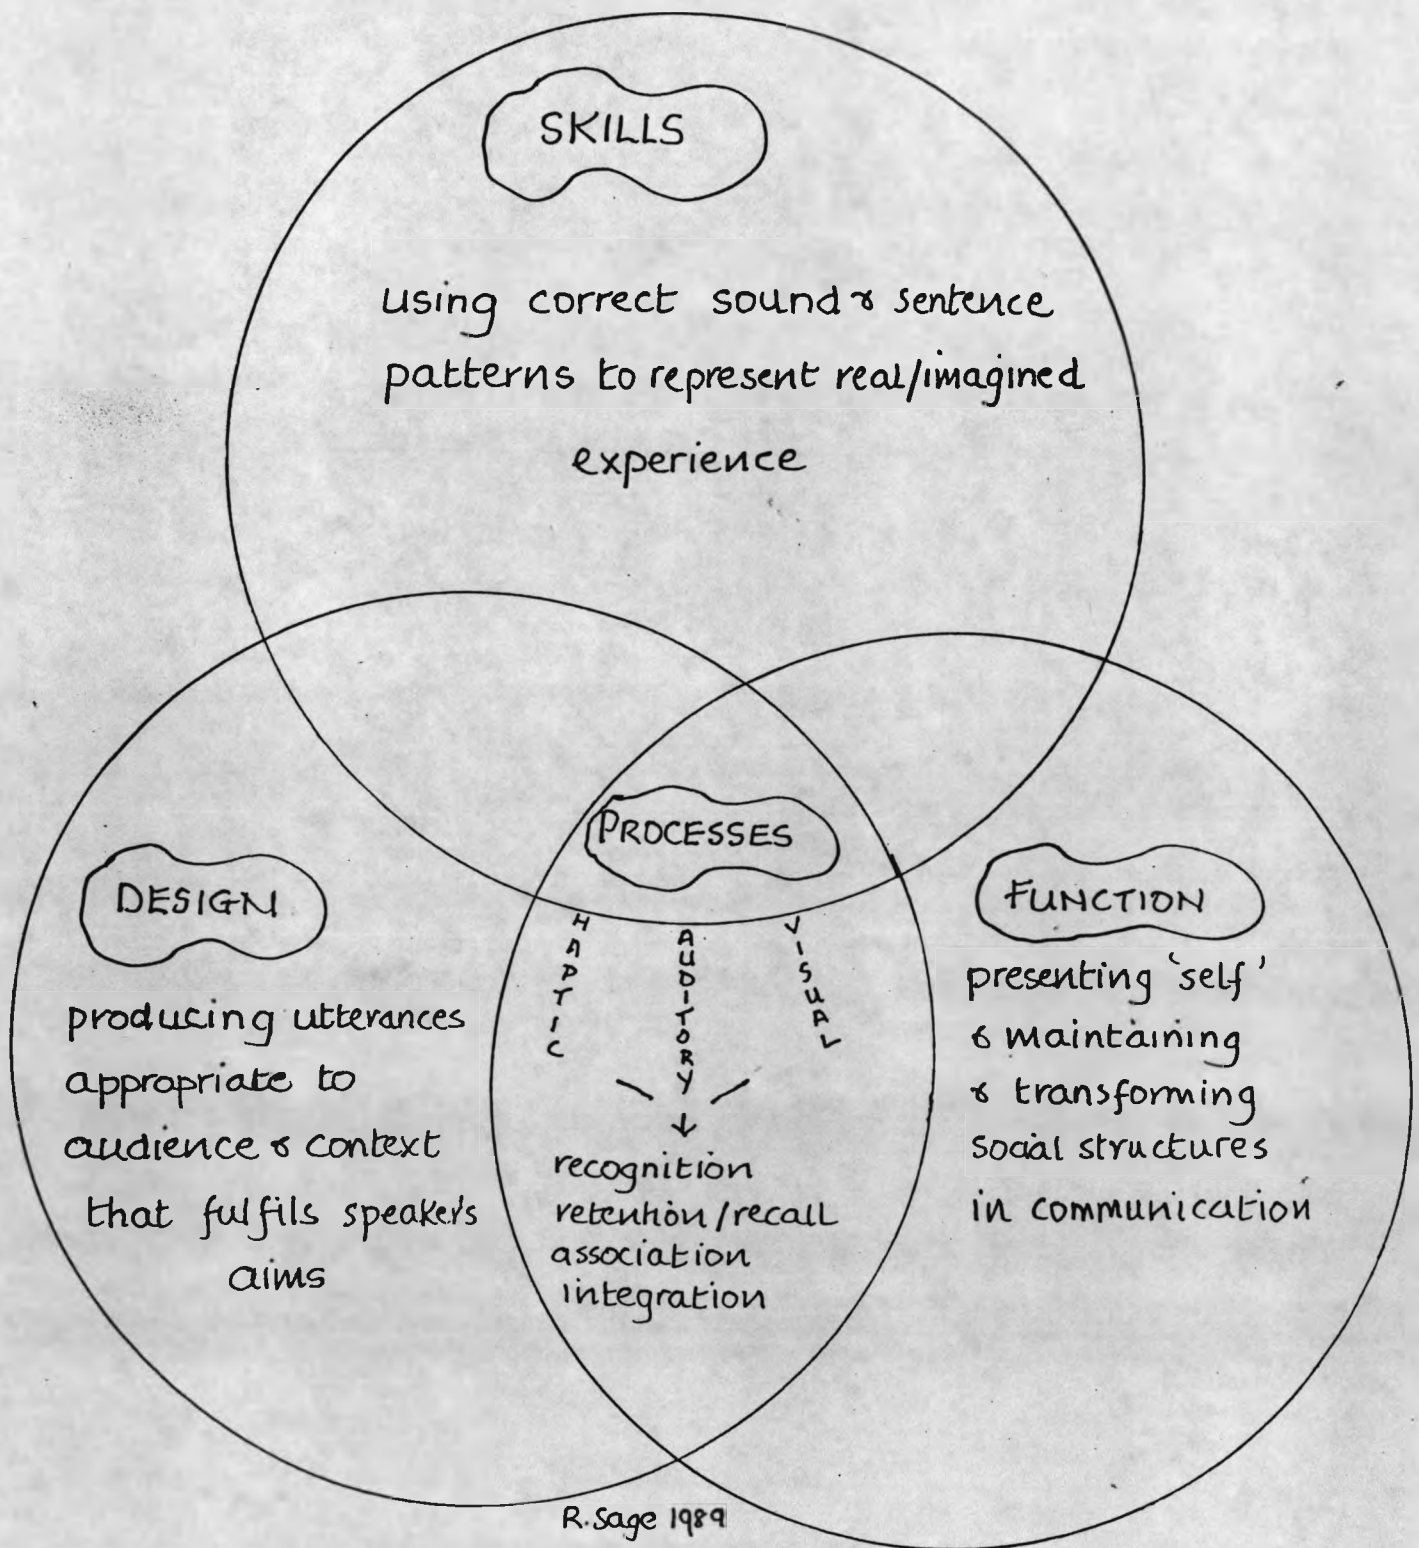 SKILLS
using correct sound & sentence
patterns to represent real/imagined
experience
PROCESSES
DESIGN
producing utterances
appropriate to
audience & context
that fulfils speaker's
aims
HAPTIC
AUDITORY
VISUAL
recognition
retention/recall
association
integration
FUNCTION
presenting 'self'
& maintaining
& transforming
social structures
in communication
R. Sage 1989